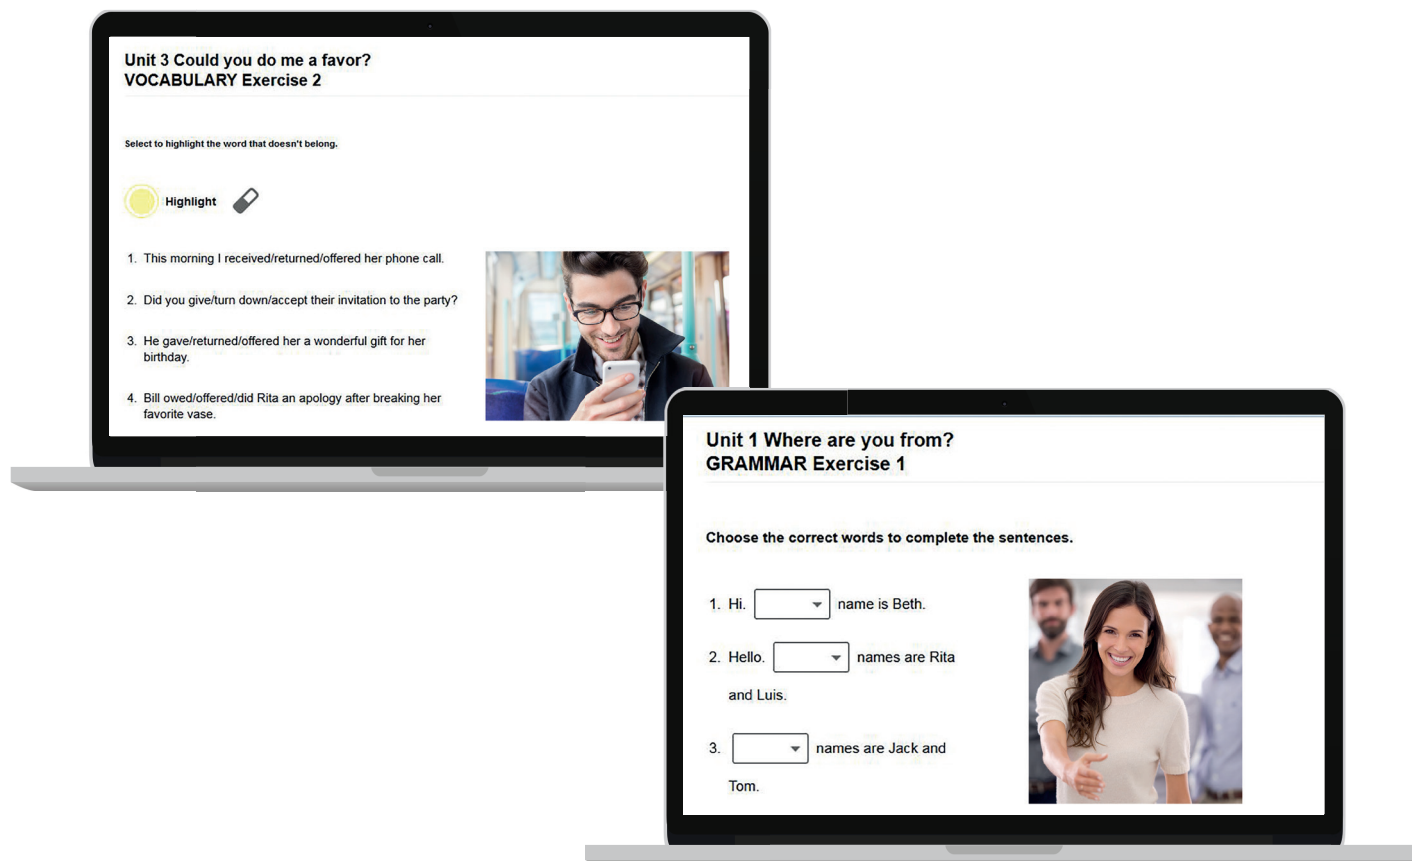 Unit 3 Could you do me a favor?
VOCABULARY Exercise 2
Select to highlight the word that doesn't belong.
Highlight
1. This morning I received/returned/offered her phone call.
2. Did you give/turn down/accept their invitation to the party?
3. He gave/returned/offered her a wonderful gift for her
birthday.
4. Bill owed/offered/did Rita an apology after breaking her
favorite vase.
Unit 1 Where are you from?
GRAMMAR Exercise 1
Choose the correct words to complete the sentences.
1. Hi. name is Beth.
2. Hello. names are Rita
and Luis.
3. names are Jack and
Tom.